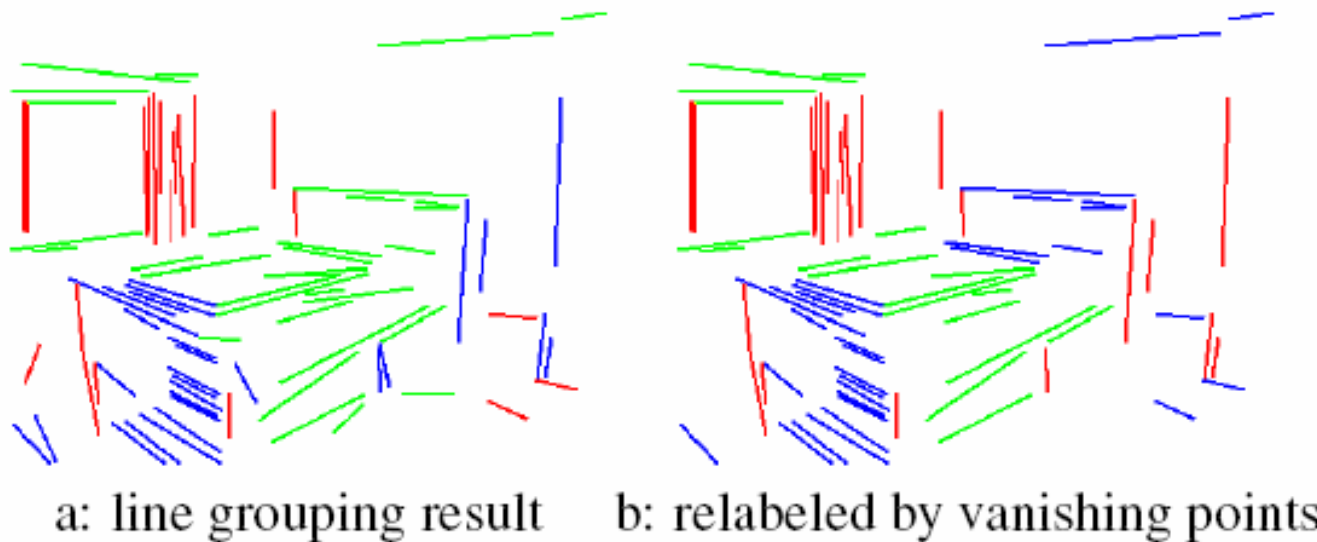 a: line grouping result
b: relabeled by vanishing points